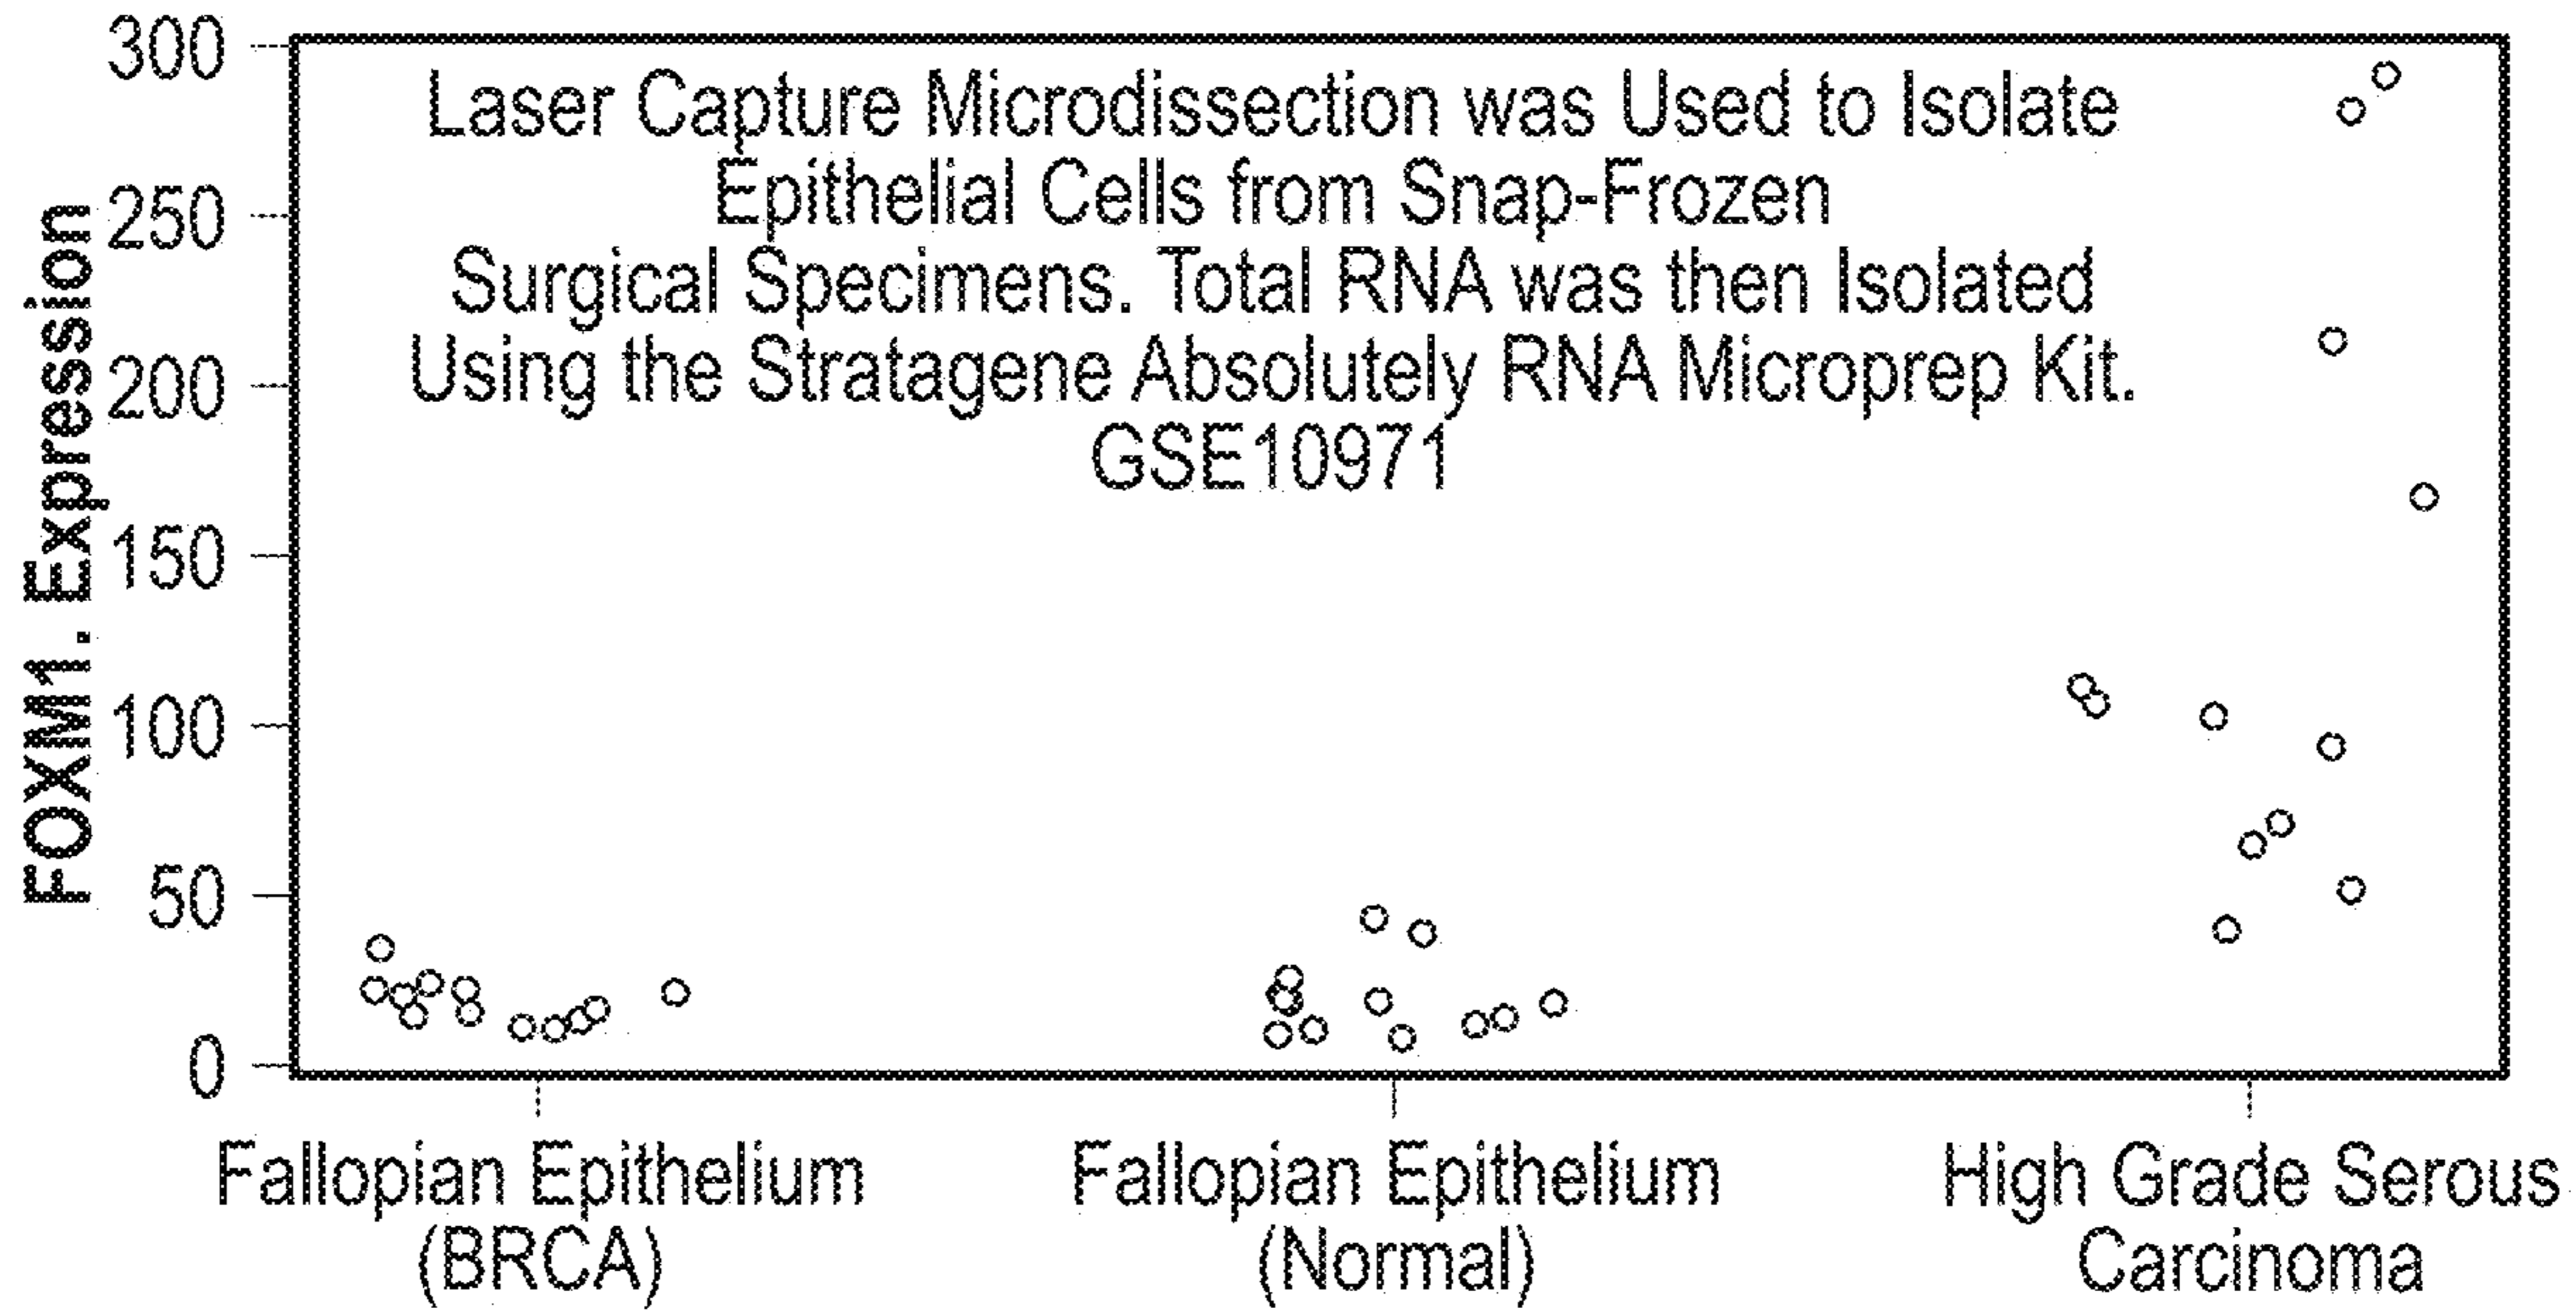 300
250
200
150
100
50
0
FOXM1. Expression
Laser Capture Microdissection was Used to Isolate
Epithelial Cells from Snap-Frozen
Surgical Specimens. Total RNA was then Isolated
Using the Stratagene Absolutely RNA Microprep Kit.
GSE10971
Fallopian Epithelium
(BRCA)
Fallopian Epithelium
(Normal)
High Grade Serous
Carcinoma